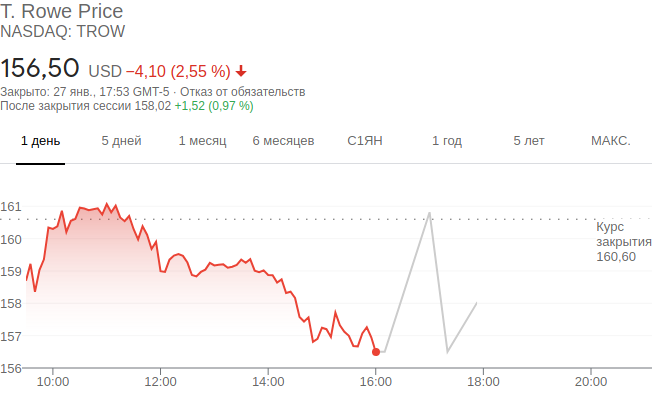 T. Rowe Price
NASDAQ: TROW
156,50 USD −4,10 (2,55 %)
Закрыто: 27 янв., 17:53 GMT-5 · Отказ от обязательств
После закрытия сессии 158,02 +1,52 (0,97 %)
1 день 5 дней 1 месяц 6 месяцев С1ЯН 1 год 5 лет МАКС.
161
160
159
158
157
156
Курс
закрытия
160,60
10:00 12:00 14:00 16:00 18:00 20:00